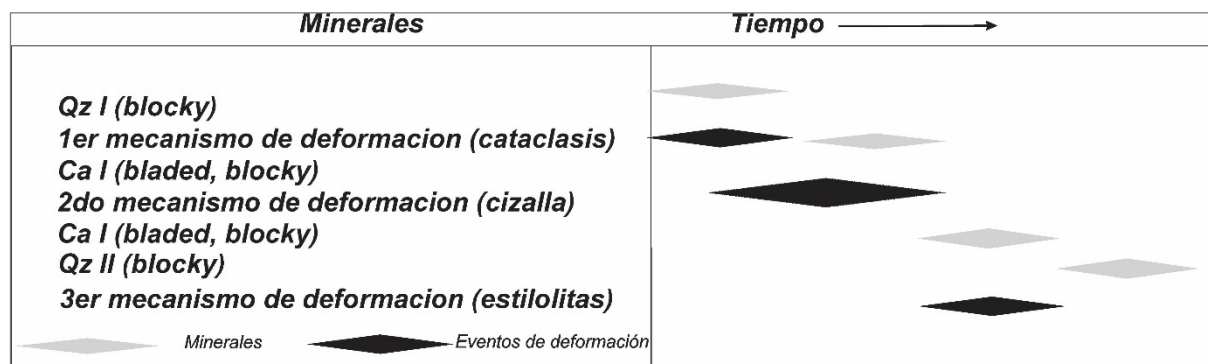 Minerales
Tiempo
Qz I (blocky)
1er mecanismo de deformacion (cataclasis)
Ca I (bladed, blocky)
2do mecanismo de deformacion (cizalla)
Ca I (bladed, blocky)
Qz II (blocky)
3er mecanismo de deformacion (estilolitas)
Minerales
Eventos de deformación